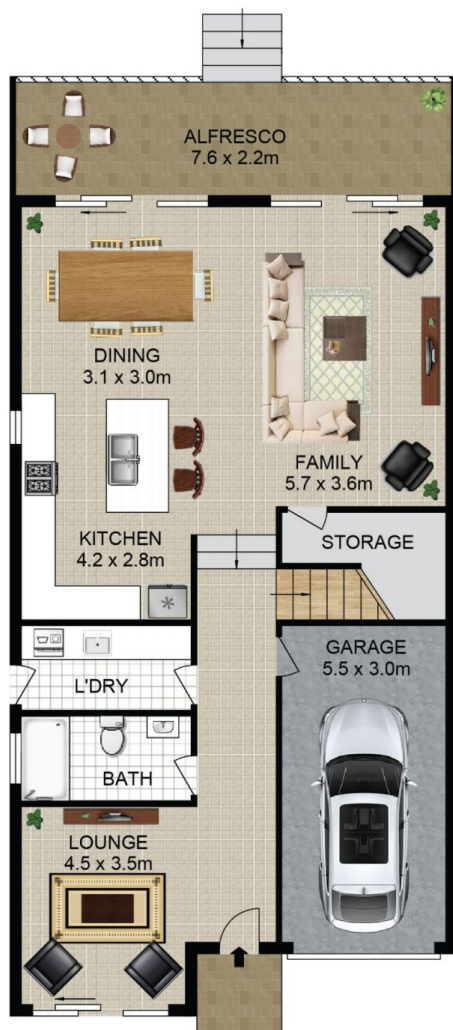 ALFRESCO
7.6 x 2.2m
DINING
3.1 x 3.0m
FAMILY
5.7 x 3.6m
KITCHEN
4.2 x 2.8m
STORAGE
GARAGE
5.5 x 3.0m
L'DRY
BATH
LOUNGE
4.5 x 3.5m